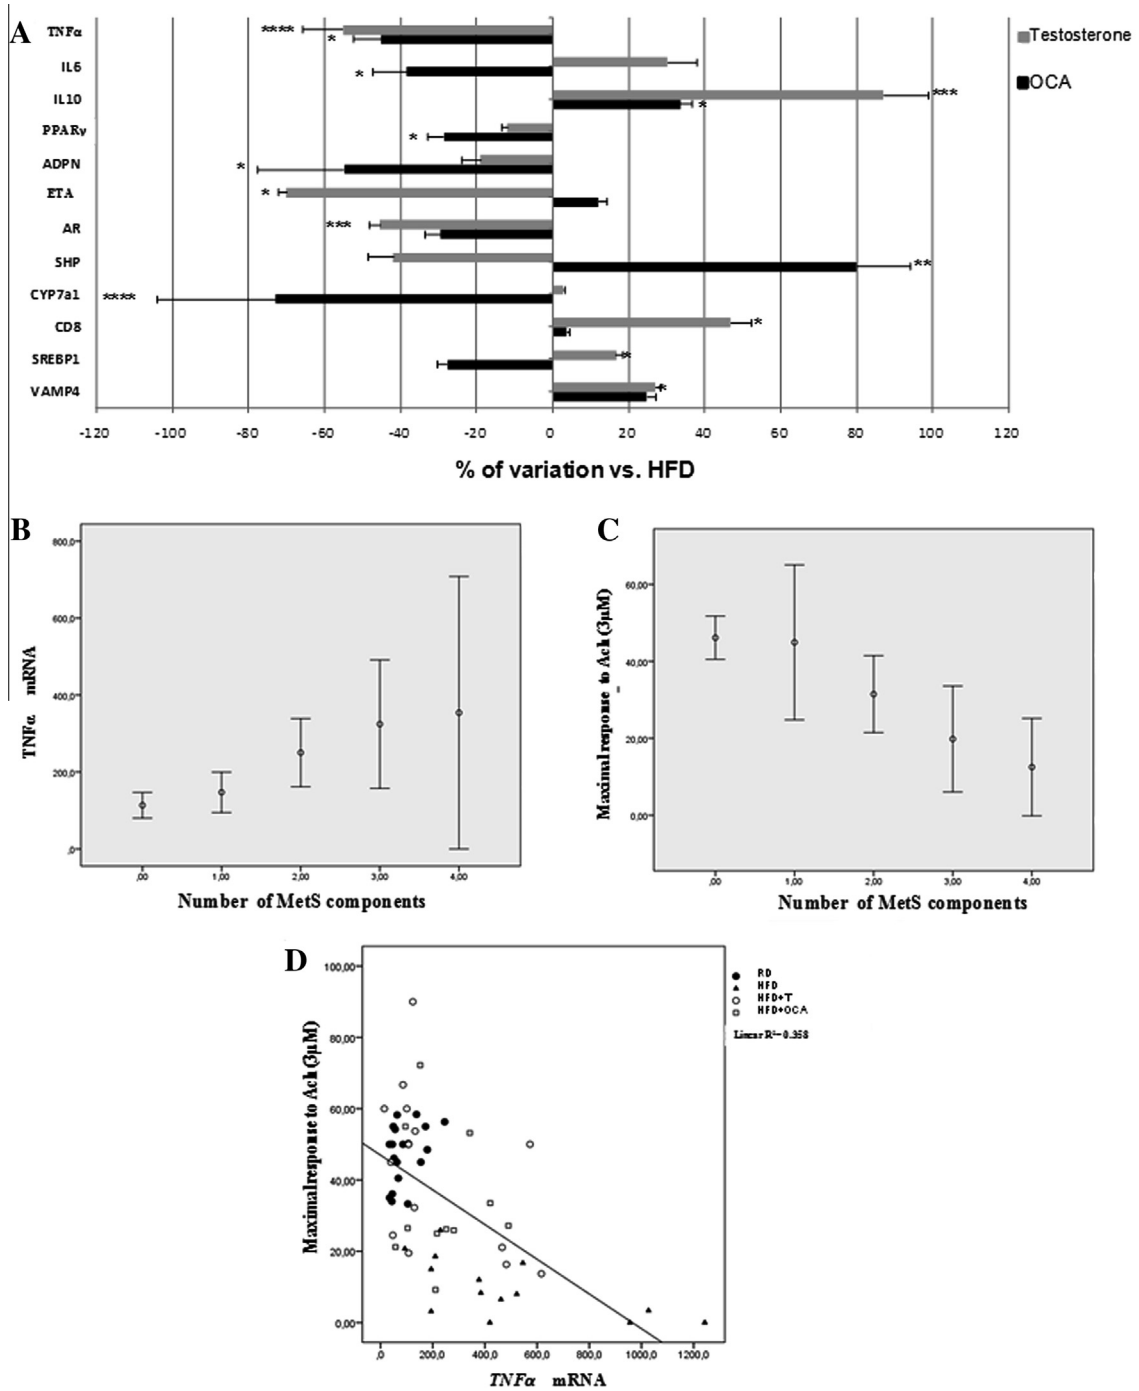 A
Testosterone
OCA
TNFα **** *
IL6 *
IL10 *** *
PPARγ *
ADPN *
ETA *
AR ***
SHP **
CYP7a1 ****
CD8 *
SREBP1 *
VAMP4 *
-120 -100 -80 -60 -40 -20 0 20 40 60 80 100 120
% of variation vs. HFD
B
TNFα mRNA
800,0
600,0
400,0
200,0
,0
,00 1,00 2,00 3,00 4,00
Number of MetS components
C
Maximal response to Ach (3µM)
60,00
40,00
20,00
0,00
,00 1,00 2,00 3,00 4,00
Number of MetS components
D
Maximal response to Ach (3µM)
100,00
80,00
60,00
40,00
20,00
0,00
,0 200,0 400,0 600,0 800,0 1000,0 1200,0
TNFα mRNA
RD
HFD
HFD+T
HFD+OCA
Linear R²=0.358